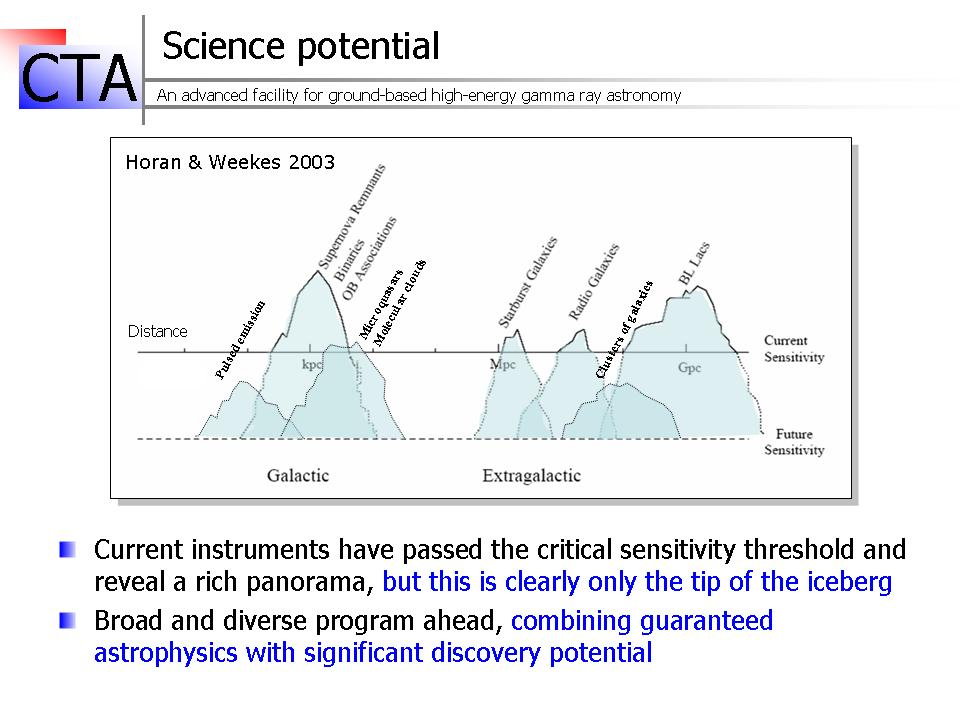 CTA
Science potential
An advanced facility for ground-based high-energy gamma ray astronomy
Horan & Weekes 2003
Supernova Remnants
Binaries
OB Associations
Microquasars
Molecular clouds
Pulsed emission
Starburst Galaxies
Radio Galaxies
Clusters of galaxies
BL Lacs
Distance
kpc
Mpc
Gpc
Current
Sensitivity
Future
Sensitivity
Galactic
Extragalactic
Current instruments have passed the critical sensitivity threshold and
reveal a rich panorama, but this is clearly only the tip of the iceberg
Broad and diverse program ahead, combining guaranteed
astrophysics with significant discovery potential